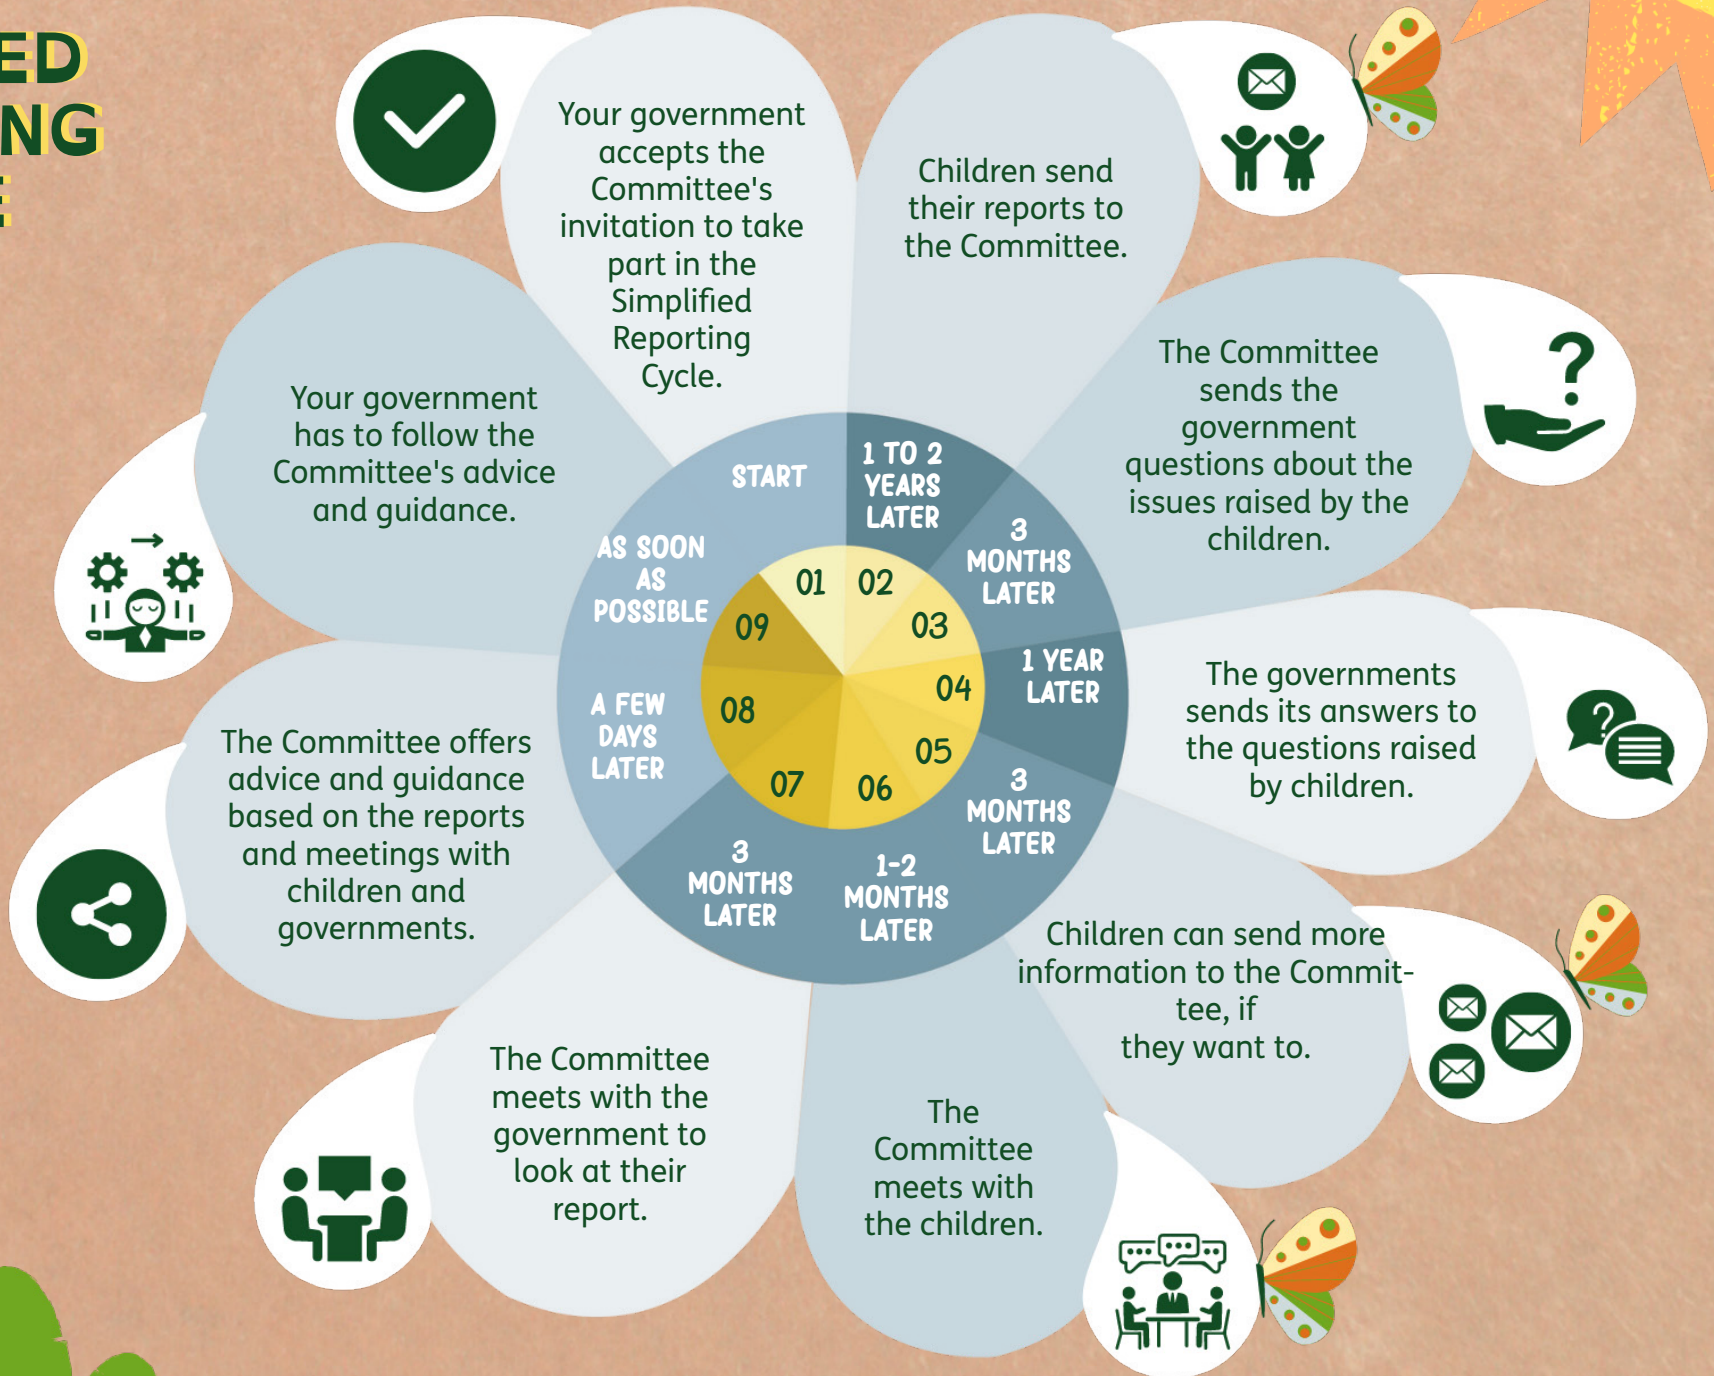 ED
NG
E
Your government
accepts the
Committee's
invitation to take
part in the
Simplified
Reporting
Cycle.
Children send
their reports to
the Committee.
The Committee
sends the
government
questions about the
issues raised by the
children.
The governments
sends its answers to
the questions raised
by children.
Children can send more
information to the Commit-
tee, if
they want to.
The
Committee
meets with
the children.
The Committee
meets with the
government to
look at their
report.
The Committee offers
advice and guidance
based on the reports
and meetings with
children and
governments.
Your government
has to follow the
Committee's advice
and guidance.
START
1 TO 2
YEARS
LATER
3
MONTHS
LATER
1 YEAR
LATER
3
MONTHS
LATER
1-2
MONTHS
LATER
3
MONTHS
LATER
A FEW
DAYS
LATER
AS SOON
AS
POSSIBLE
01
02
03
04
05
06
07
08
09
?
?